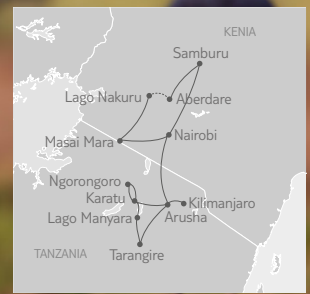 KENIA
Samburu
Lago Nakuru
Aberdare
Masai Mara
Nairobi
Ngorongoro
Karatu
Kilimanjaro
Lago Manyara
Arusha
TANZANIA
Tarangire